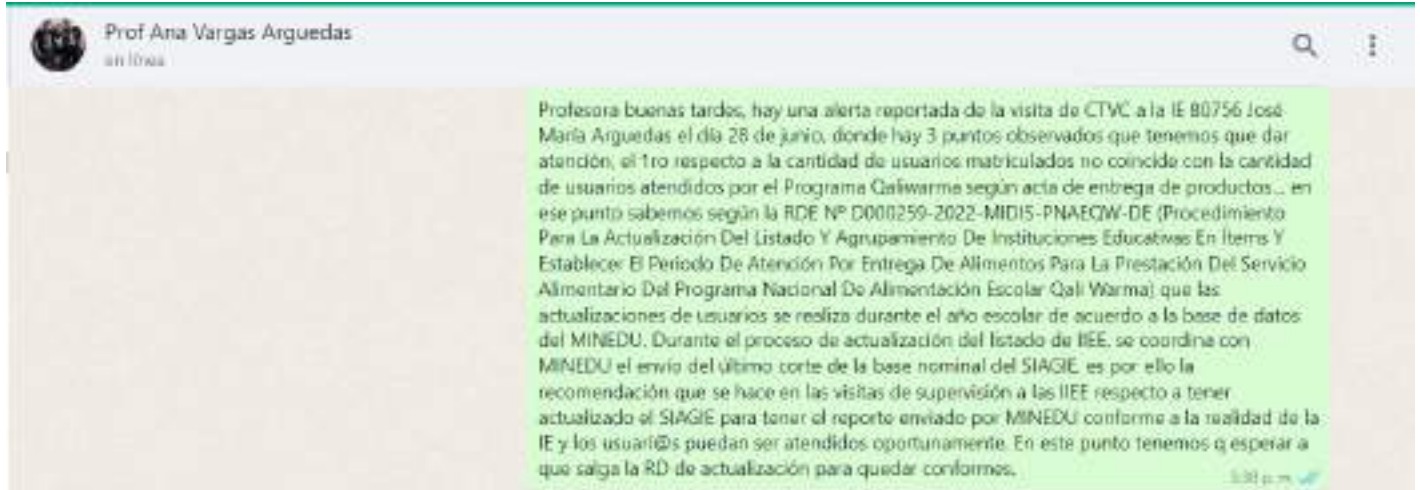 Prof Ana Vargas Arguedas
en línea
Profesora buenas tardes, hay una alerta reportada de la visita de CTVC a la IE 80756 José
María Arguedas el día 28 de junio, donde hay 3 puntos observados que tenemos que dar
atención, el 1ro respecto a la cantidad de usuarios matriculados no coincide con la cantidad
de usuarios atendidos por el Programa Qaliwarma según acta de entrega de productos... en
ese punto sabemos según la RDE Nº D000259-2022-MIDIS-PNAEQW-DE (Procedimiento
Para La Actualización Del Listado Y Agrupamiento De Instituciones Educativas En Ítems Y
Establecer El Periodo De Atención Por Entrega De Alimentos Para La Prestación Del Servicio
Alimentario Del Programa Nacional De Alimentación Escolar Qali Warma) que las
actualizaciones de usuarios se realiza durante el año escolar de acuerdo a la base de datos
del MINEDU. Durante el proceso de actualización del listado de IIEE, se coordina con
MINEDU el envío del último corte de la base nominal del SIAGIE, es por ello la
recomendación que se hace en las visitas de supervisión a las IIEE respecto a tener
actualizado el SIAGIE para tener el reporte enviado por MINEDU conforme a la realidad de la
IE y los usuari@s puedan ser atendidos oportunamente. En este punto tenemos q esperar a
que salga la RD de actualización para quedar conformes.
p. m.